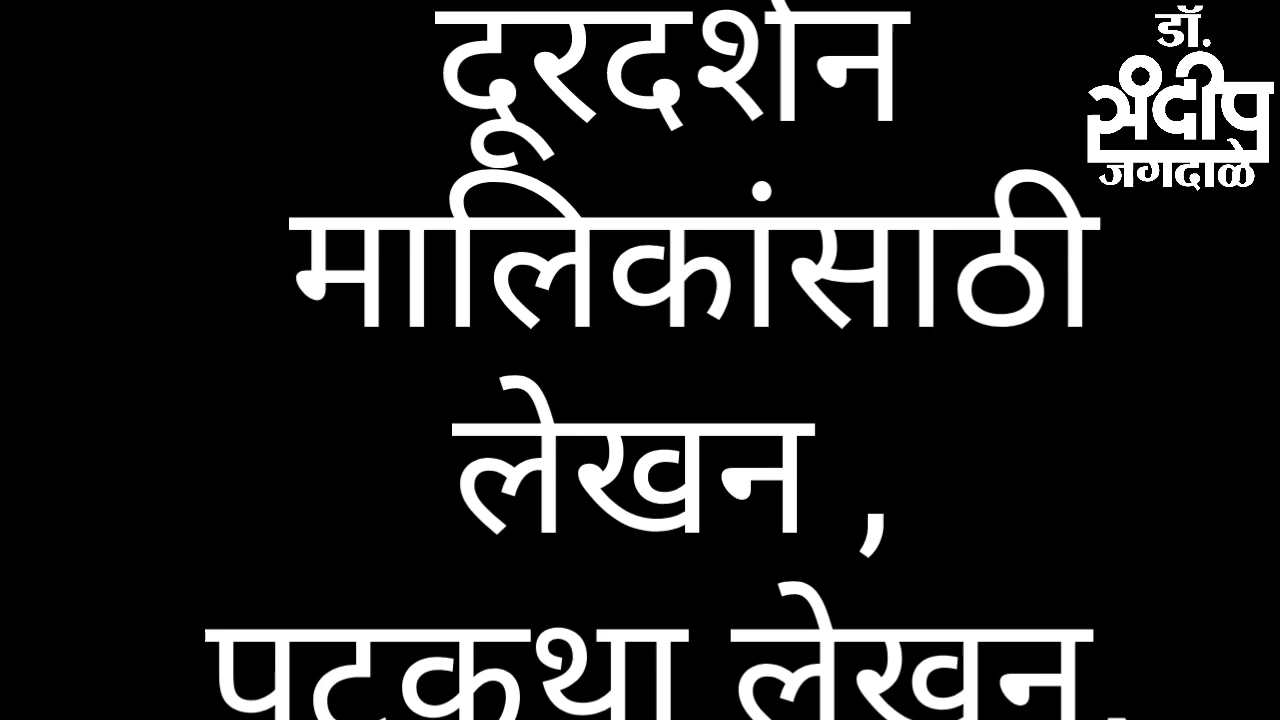 दूरदर्शन
मालिकांसाठी
लेखन ,
पटकथा लेखन,
डॉ.
संदीप
जगदाळे